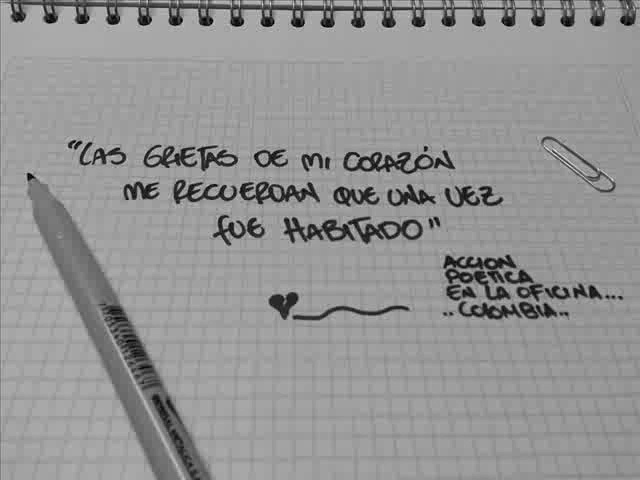 "LAS GRIETAS DE MI CORAZÓN
ME RECUERDAN QUE UNA VEZ
FUE HABITADO"
ACCION
POETICA
EN LA OFICINA...
..COLOMBIA..